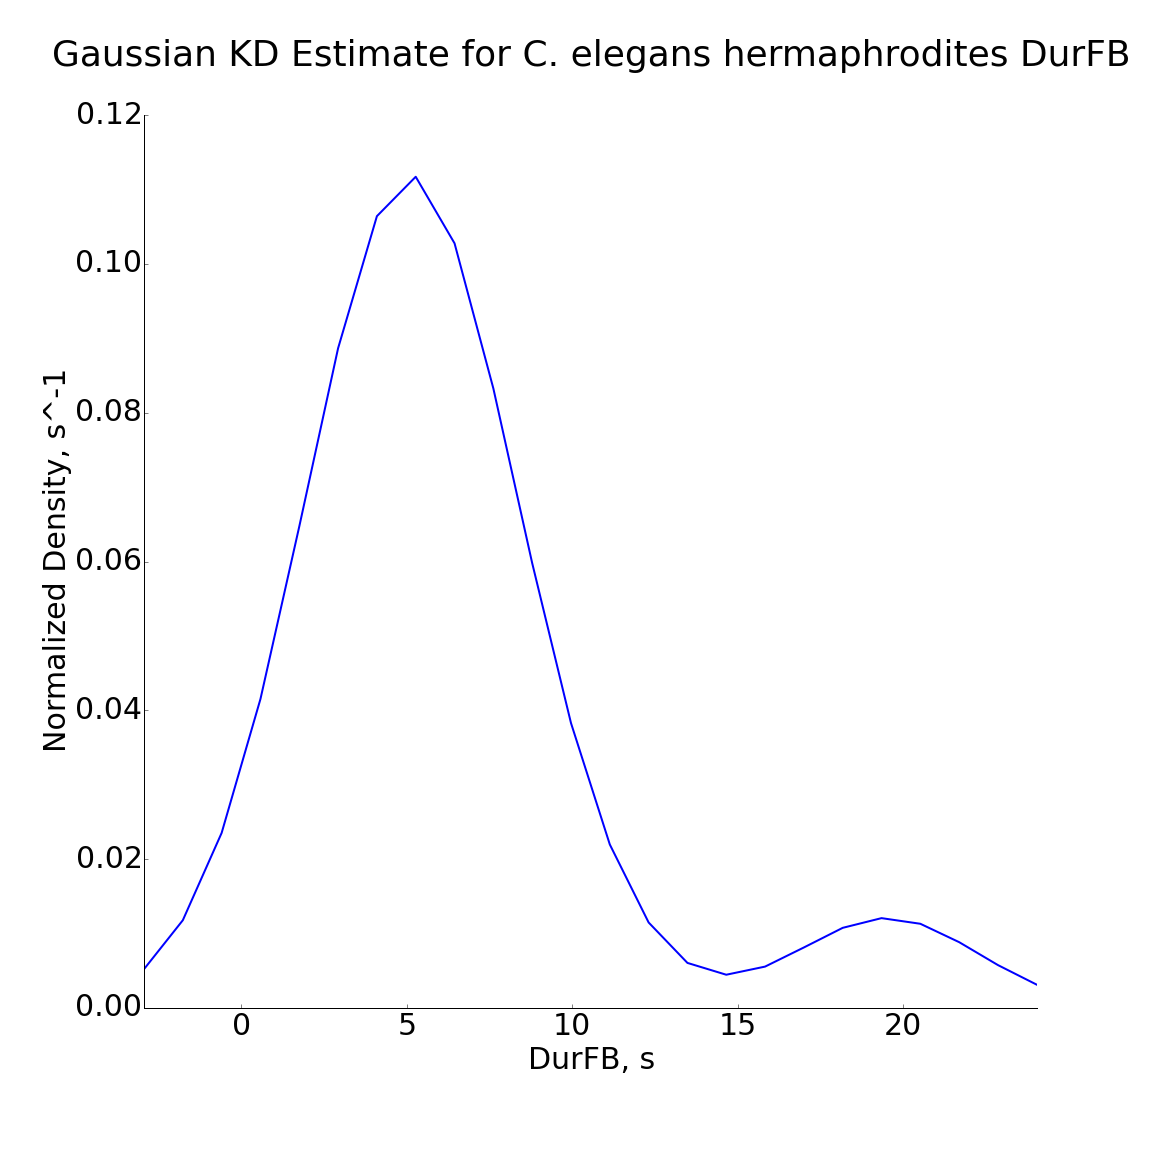 Gaussian KD Estimate for C. elegans hermaphrodites DurFB
0.12
0.10
0.08
0.06
0.04
0.02
0.00
Normalized Density, s^-1
0 5 10 15 20
DurFB, s